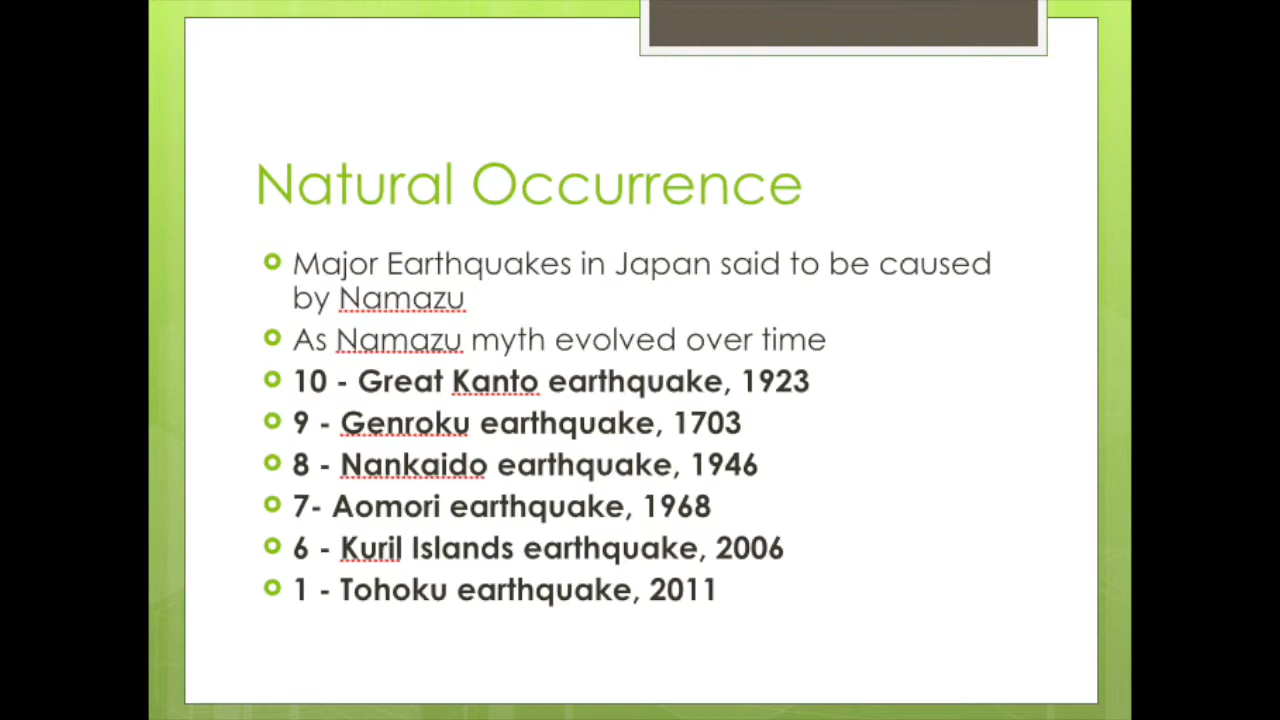 Natural Occurrence
Major Earthquakes in Japan said to be caused
by Namazu
As Namazu myth evolved over time
10 - Great Kanto earthquake, 1923
9 - Genroku earthquake, 1703
8 - Nankaido earthquake, 1946
7- Aomori earthquake, 1968
6 - Kuril Islands earthquake, 2006
1 - Tohoku earthquake, 2011